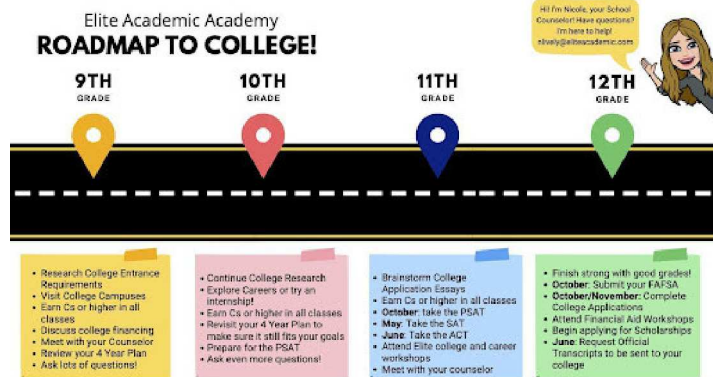 Elite Academic Academy
ROADMAP TO COLLEGE!
Hi! I'm Nicole, your School
Counselor! Have questions?
I'm here to help!
nlively@eliteacademic.com
9TH
GRADE
10TH
GRADE
11TH
GRADE
12TH
GRADE
• Research College Entrance
Requirements
• Visit College Campuses
• Earn Cs or higher in all
classes
• Discuss college financing
• Meet with your Counselor
• Review your 4 Year Plan
• Ask lots of questions!
• Continue College Research
• Explore Careers or try an
internship!
• Earn Cs or higher in all classes
• Revisit your 4 Year Plan to
make sure it still fits your goals
• Prepare for the PSAT
• Ask even more questions!
• Brainstorm College
Application Essays
• Earn Cs or higher in all classes
• October: take the PSAT
• May: Take the SAT
• June: Take the ACT
• Attend Elite college and career
workshops
• Meet with your counselor
• Finish strong with good grades!
• October: Submit your FAFSA
• October/November: Complete
College Applications
• Attend Financial Aid Workshops
• Begin applying for Scholarships
• June: Request Official
Transcripts to be sent to your
college